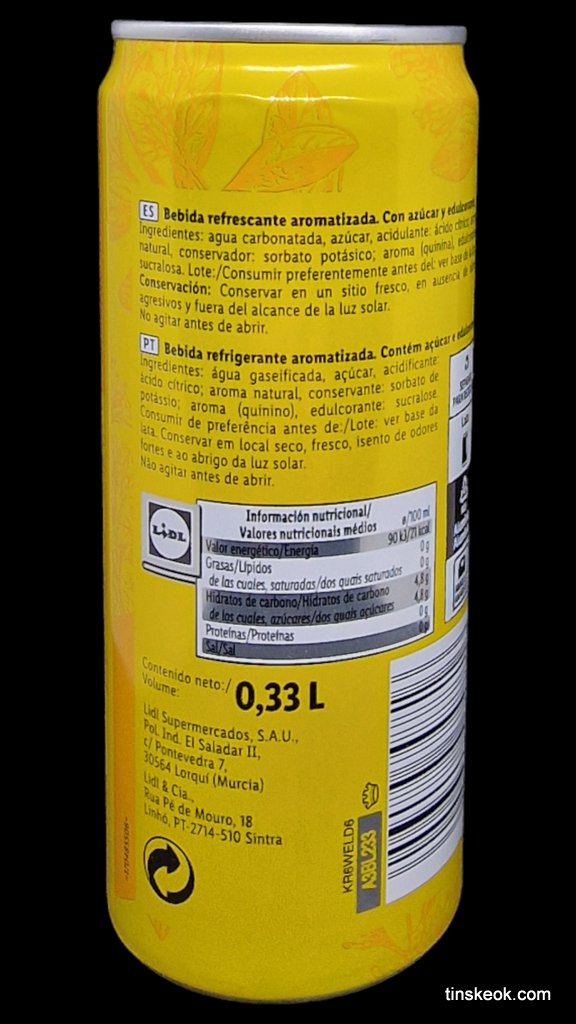 ES Bebida refrescante aromatizada. Con azúcar y edulcorante.
Ingredientes: agua carbonatada, azúcar, acidulante: ácido cítrico;
natural, conservador: sorbato potásico; aroma (quinina),
sucralosa. Lote:/Consumir preferentemente antes del: ver base de la
Conservación: Conservar en un sitio fresco, en ausencia de
agresivos y fuera del alcance de la luz solar.
No agitar antes de abrir.
PT Bebida refrigerante aromatizada. Contém açúcar e
Ingredientes: água gaseificada, açúcar, acidificante:
ácido cítrico; aroma natural, conservante: sorbato de
potássio; aroma (quinino), edulcorante: sucralose.
Consumir de preferência antes de:/Lote: ver base da
lata. Conservar em local seco, fresco, isento de odores
fortes e ao abrigo da luz solar.
Não agitar antes de abrir.
LIDL
Información nutricional/
Valores nutricionais médios ø/100 ml
Valor energético/Energia 90 kJ/21 kcal
Grasas/Lípidos 0 g
de las cuales, saturadas/dos quais saturados 0 g
Hidratos de carbono/Hidratos de carbono 4,8 g
de los cuales, azúcares/dos quais açúcares 4,8 g
Proteínas/Proteínas 0 g
Sal/Sal 0 g
Contenido neto:/
Volume: 0,33 L
Lidl Supermercados, S.A.U.,
Pol. Ind. El Saladar II,
c/ Pontevedra 7,
30564 Lorquí (Murcia)
Lidl & Cia.,
Rua Pé de Mouro, 18
Linhó, PT-2714-510 Sintra
KR6WELD6
A3BL233
tinskeok.com